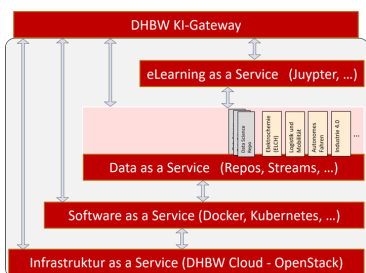 DHBW KI-Gateway
eLearning as a Service (Juypter, ...)
Data Science
Repo
Elektrochemie
(ELCH)
Logistik und
Mobilität
Autonomes
Fahren
Industrie 4.0
...
Data as a Service (Repos, Streams, ...)
Software as a Service (Docker, Kubernetes, ...)
Infrastruktur as a Service (DHBW Cloud - OpenStack)